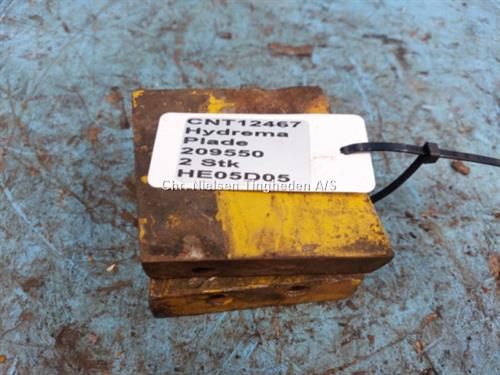 CNT12467
Hydrema
Plade
209550
2 Stk
HE05D05
Chr. Nielsen Tingheden A/S